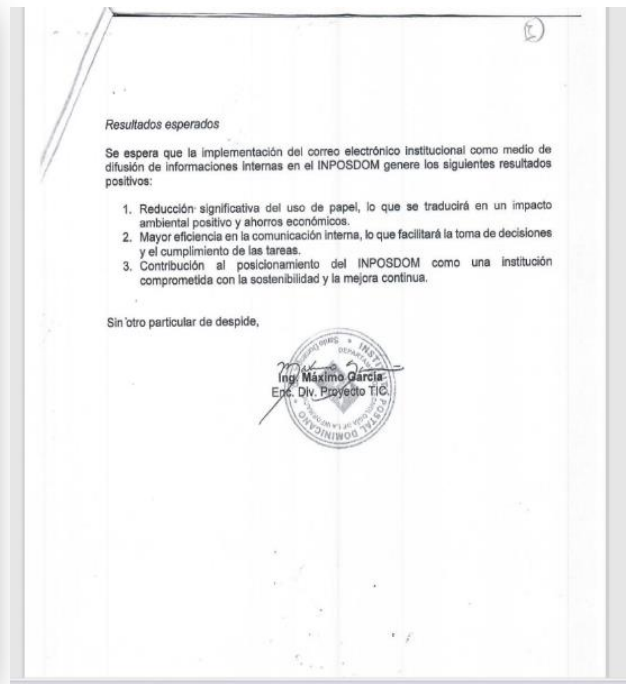 Resultados esperados
Se espera que la implementación del correo electrónico institucional como medio de
difusión de informaciones internas en el INPOSDOM genere los siguientes resultados
positivos:
1. Reducción significativa del uso de papel, lo que se traducirá en un impacto
ambiental positivo y ahorros económicos.
2. Mayor eficiencia en la comunicación interna, lo que facilitará la toma de decisiones
y el cumplimiento de las tareas.
3. Contribución al posicionamiento del INPOSDOM como una institución
comprometida con la sostenibilidad y la mejora continua.
Sin otro particular de despide,
Ing. Máximo García
Enc. Div. Proyecto TIC
POSTAL DOMINICANO